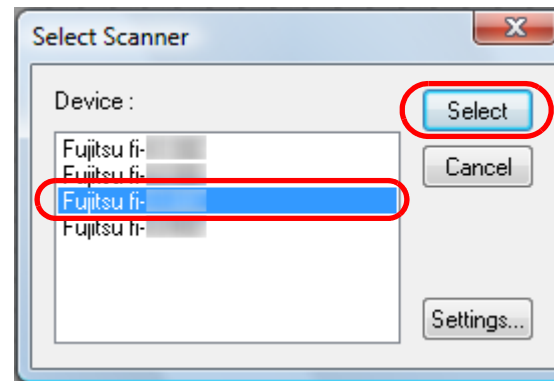 Select Scanner
Device :
Fujitsu fi-
Fujitsu fi-
Fujitsu fi-
Fujitsu fi-
Select
Cancel
Settings...